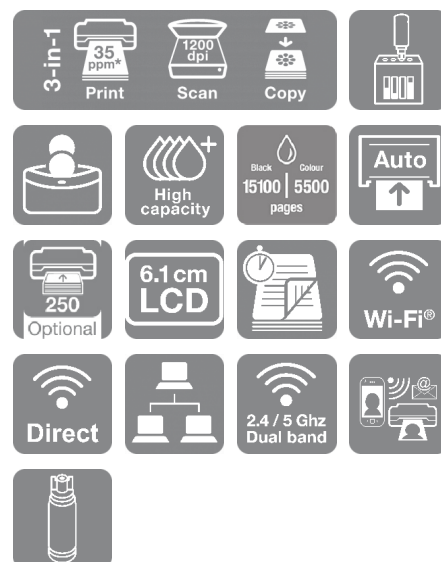 3-in-1
35
ppm*
Print
1200
dpi
Scan
Copy
High
capacity
Black Colour
15100 5500
pages
Auto
250
Optional
6.1 cm
LCD
Wi-Fi®
Direct
2.4 / 5 Ghz
Dual band
@